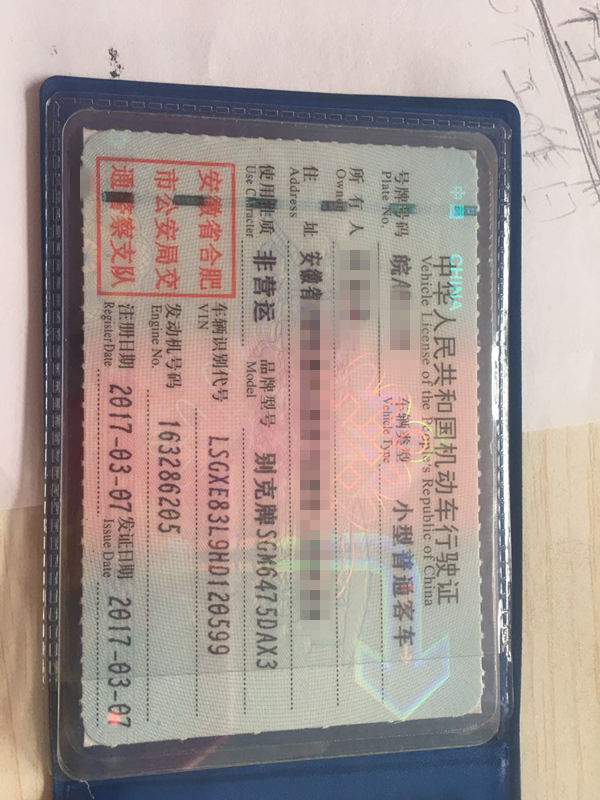 中国 CHINA
中华人民共和国机动车行驶证
Vehicle License of the People's Republic of China
号牌号码 皖A 车辆类型 小型普通客车
Plate No. Vehicle Type
所有人
Owner
住址 安徽省
Address
使用性质 非营运 品牌型号 别克牌SGM6475DAX3
Use Character Model
安徽省合肥
市公安局交
通警察支队
车辆识别代号 LSGXE83L9HD120599
VIN
发动机号码 163286205
Engine No.
注册日期 2017-03-07 发证日期 2017-03-07
Register Date Issue Date